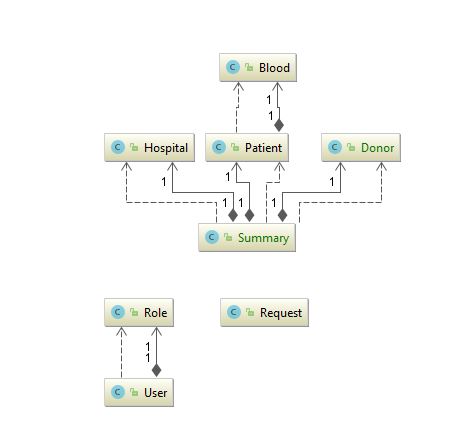 C Blood
1
1
C Hospital
C Patient
C Donor
1
1
1
1
1
1
C Summary
C Role
C Request
1
1
C User